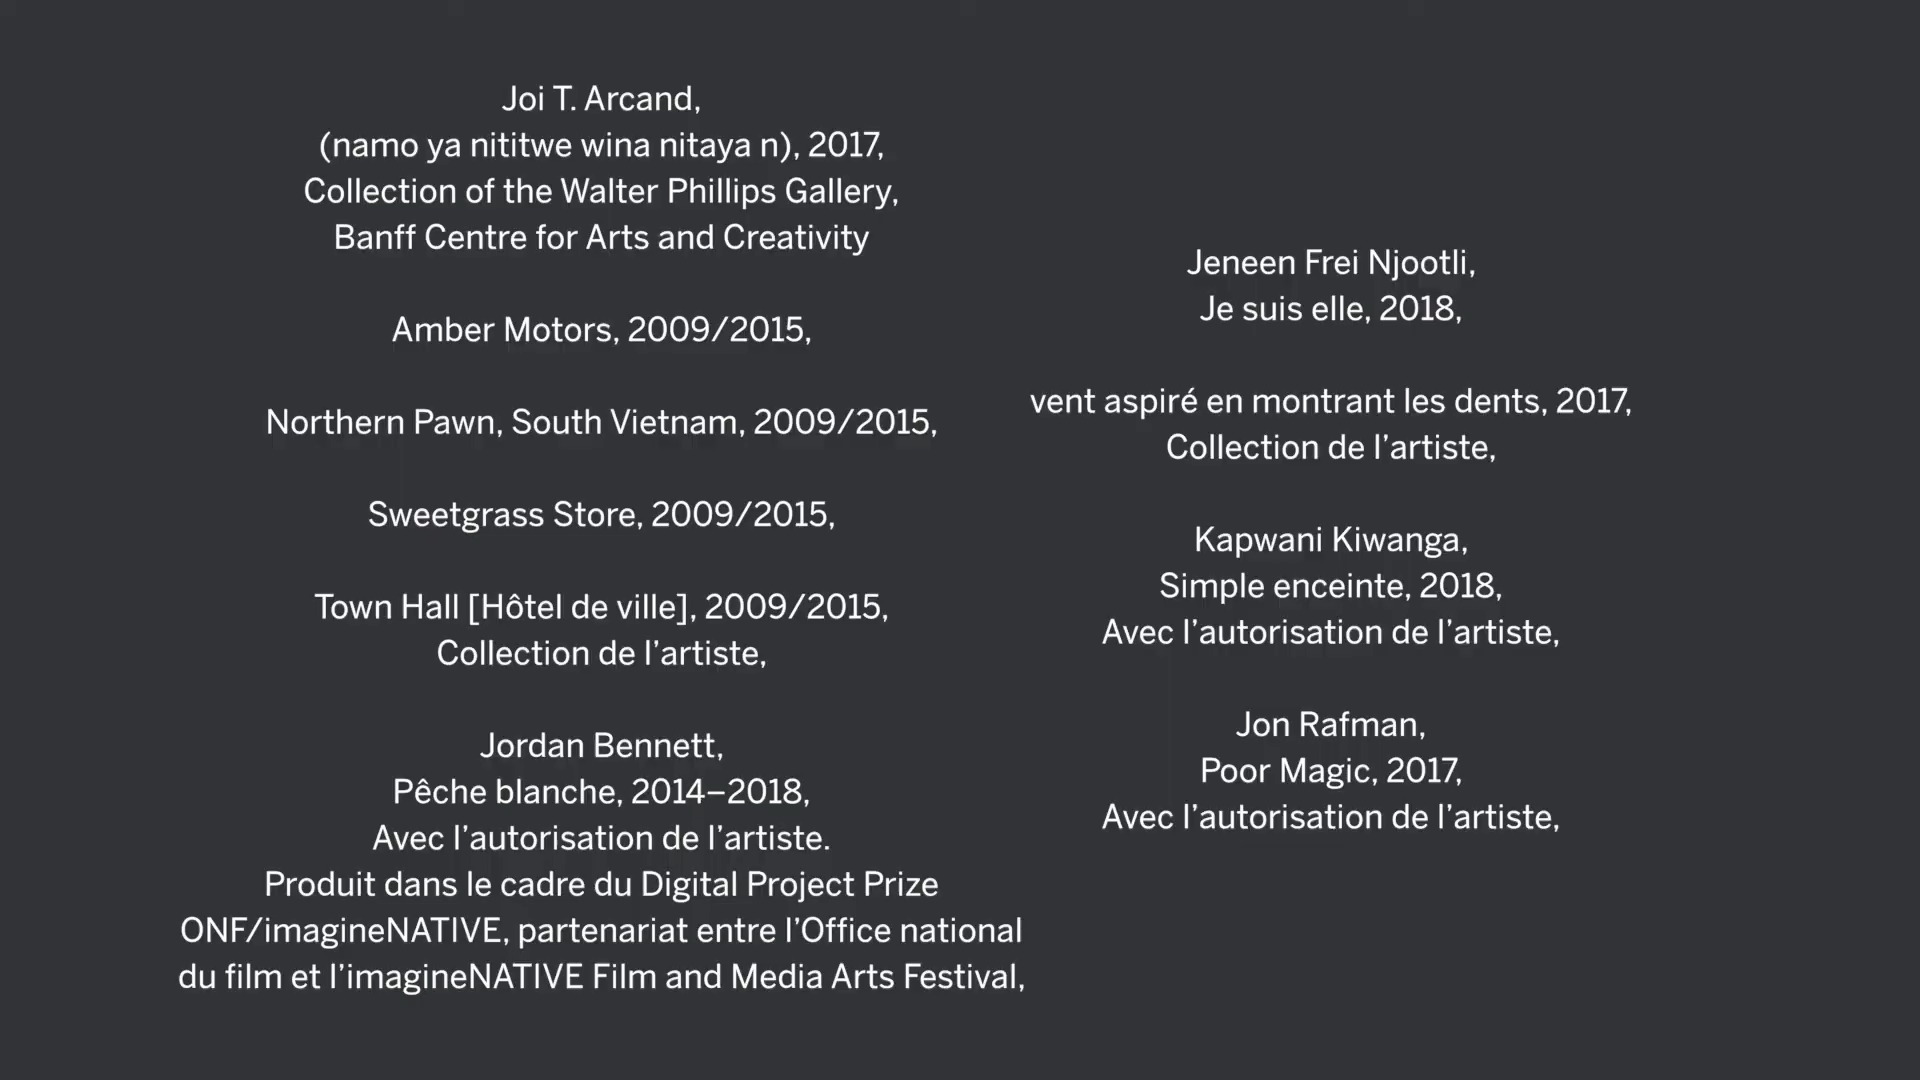 Joi T. Arcand,
(namo ya nititwe wina nitaya n), 2017,
Collection of the Walter Phillips Gallery,
Banff Centre for Arts and Creativity
Amber Motors, 2009/2015,
Northern Pawn, South Vietnam, 2009/2015,
Sweetgrass Store, 2009/2015,
Town Hall [Hôtel de ville], 2009/2015,
Collection de l’artiste,
Jordan Bennett,
Pêche blanche, 2014–2018,
Avec l’autorisation de l’artiste.
Produit dans le cadre du Digital Project Prize
ONF/imagineNATIVE, partenariat entre l’Office national
du film et l’imagineNATIVE Film and Media Arts Festival,
Jeneen Frei Njootli,
Je suis elle, 2018,
vent aspiré en montrant les dents, 2017,
Collection de l’artiste,
Kapwani Kiwanga,
Simple enceinte, 2018,
Avec l’autorisation de l’artiste,
Jon Rafman,
Poor Magic, 2017,
Avec l’autorisation de l’artiste,